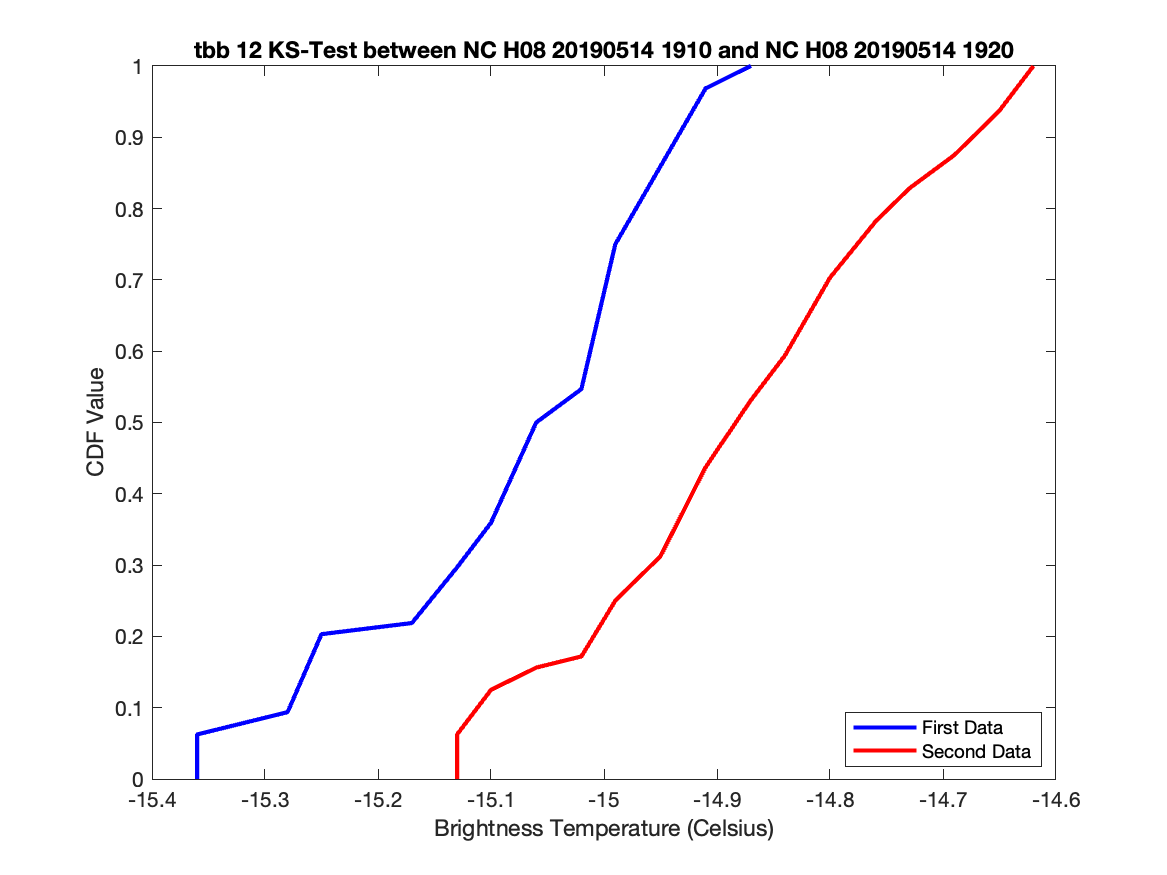 tbb 12 KS-Test between NC H08 20190514 1910 and NC H08 20190514 1920
1
0.9
0.8
0.7
0.6
0.5
0.4
0.3
0.2
0.1
0
CDF Value
First Data
Second Data
-15.4 -15.3 -15.2 -15.1 -15 -14.9 -14.8 -14.7 -14.6
Brightness Temperature (Celsius)